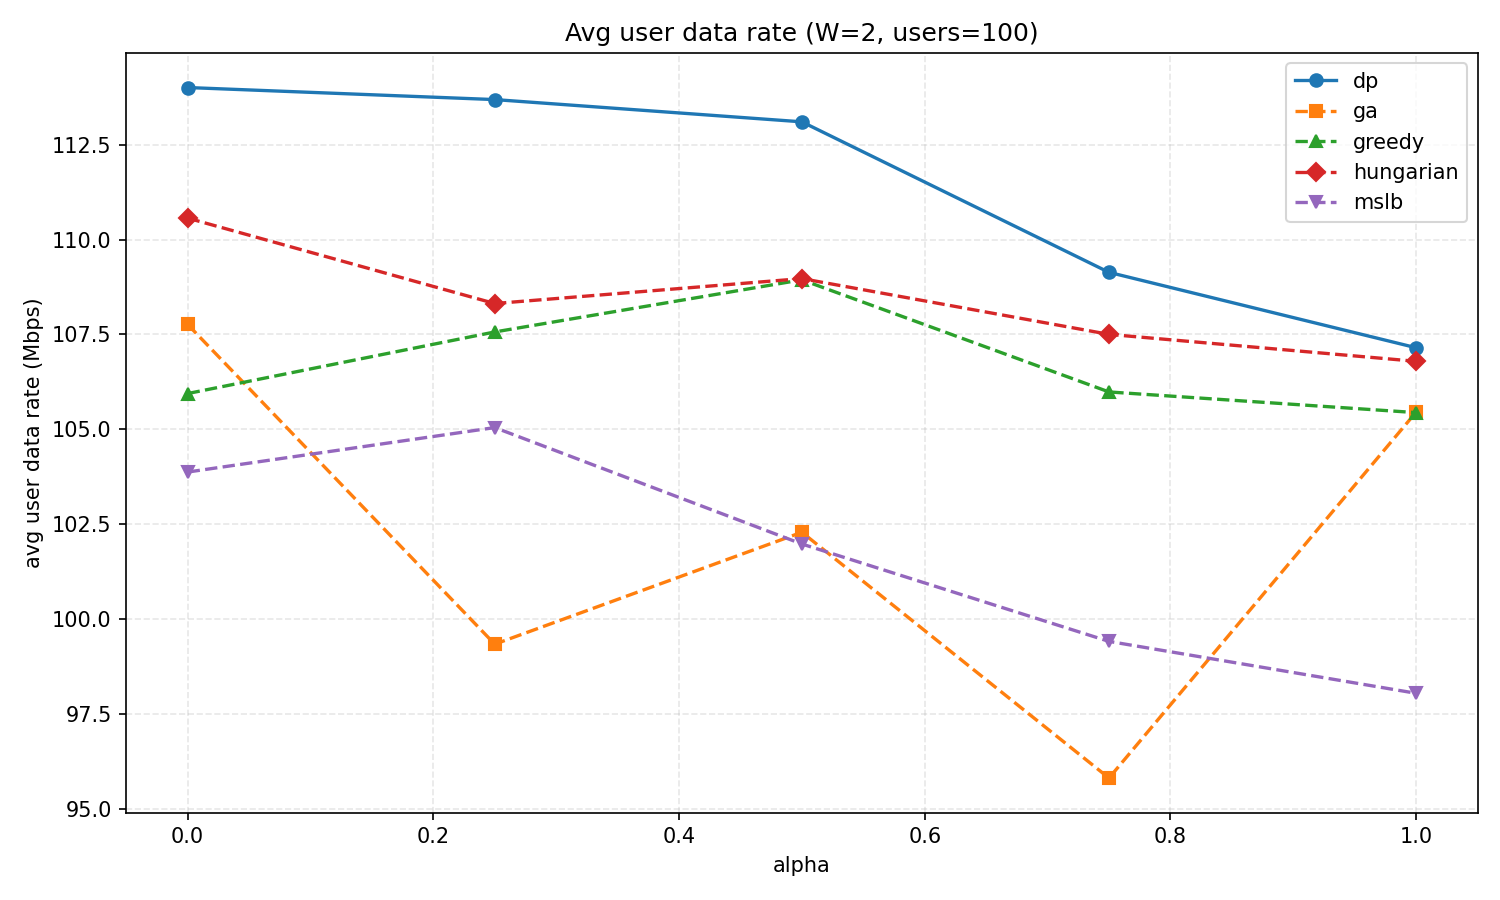 Avg user data rate (W=2, users=100)
dp
ga
greedy
hungarian
mslb
avg user data rate (Mbps)
112.5
110.0
107.5
105.0
102.5
100.0
97.5
95.0
0.0 0.2 0.4 0.6 0.8 1.0
alpha